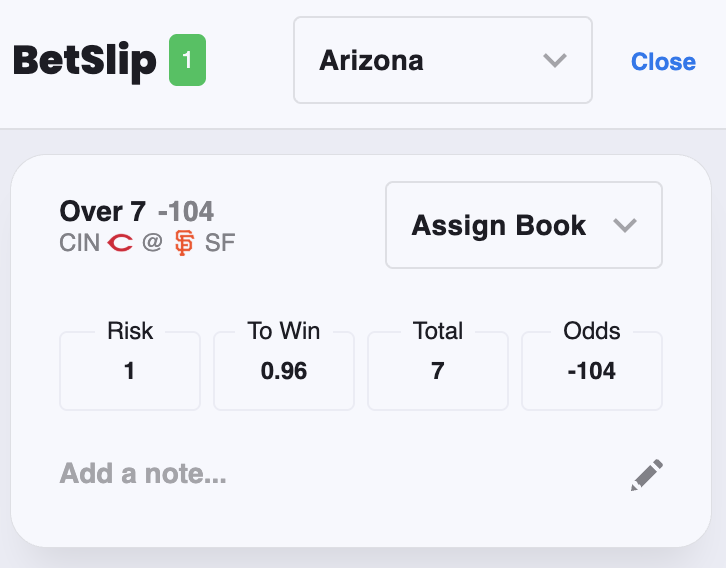 BetSlip 1 Arizona Close
Over 7 -104
CIN @ SF
Assign Book
Risk To Win Total Odds
1 0.96 7 -104
Add a note...